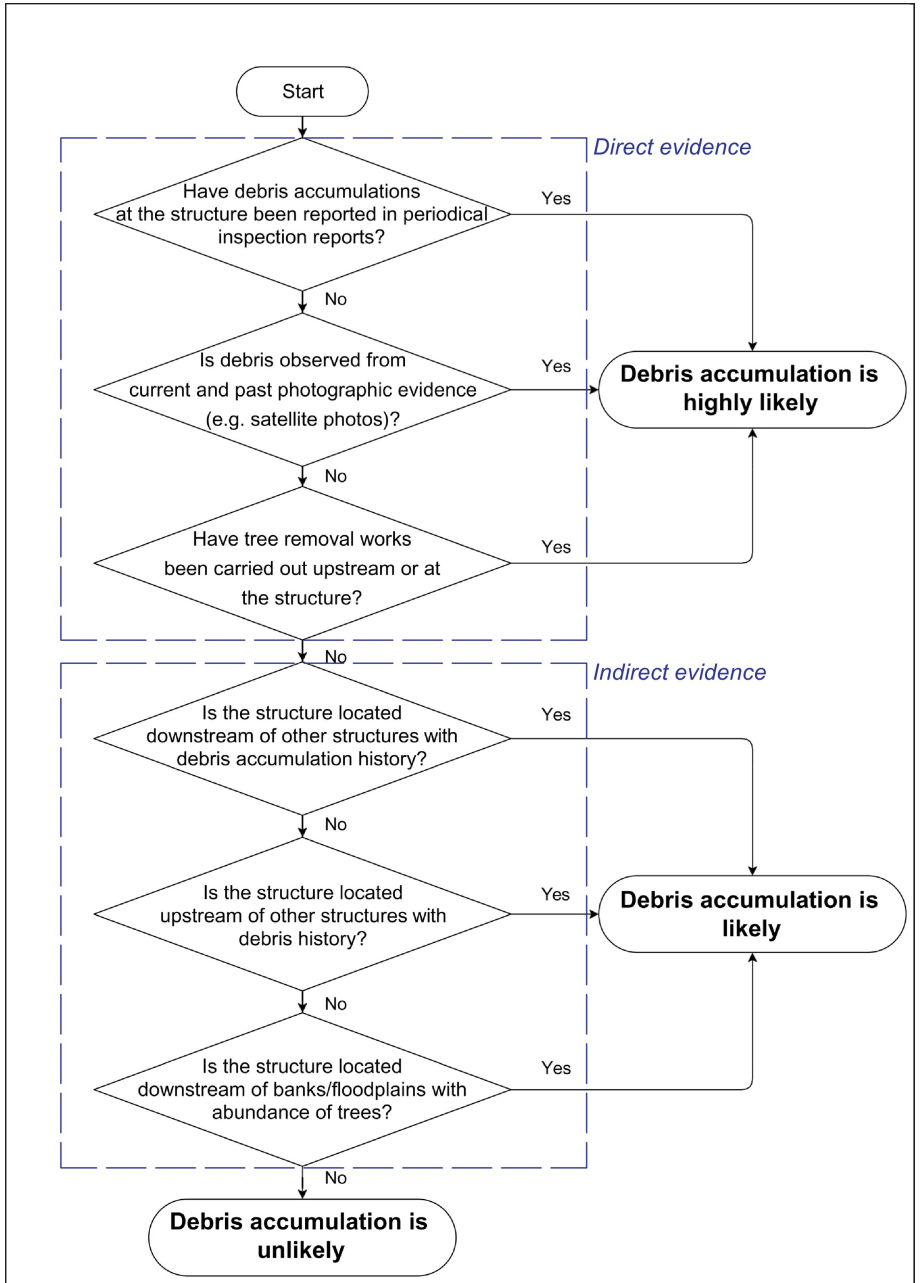 Start
Direct evidence
Have debris accumulations
at the structure been reported in periodical
inspection reports?
Yes
No
Is debris observed from
current and past photographic evidence
(e.g. satellite photos)?
Yes
Debris accumulation is
highly likely
No
Have tree removal works
been carried out upstream or at
the structure?
Yes
No
Indirect evidence
Is the structure located
downstream of other structures with
debris accumulation history?
Yes
No
Is the structure located
upstream of other structures with
debris history?
Yes
Debris accumulation is
likely
No
Is the structure located
downstream of banks/floodplains with
abundance of trees?
Yes
No
Debris accumulation is
unlikely